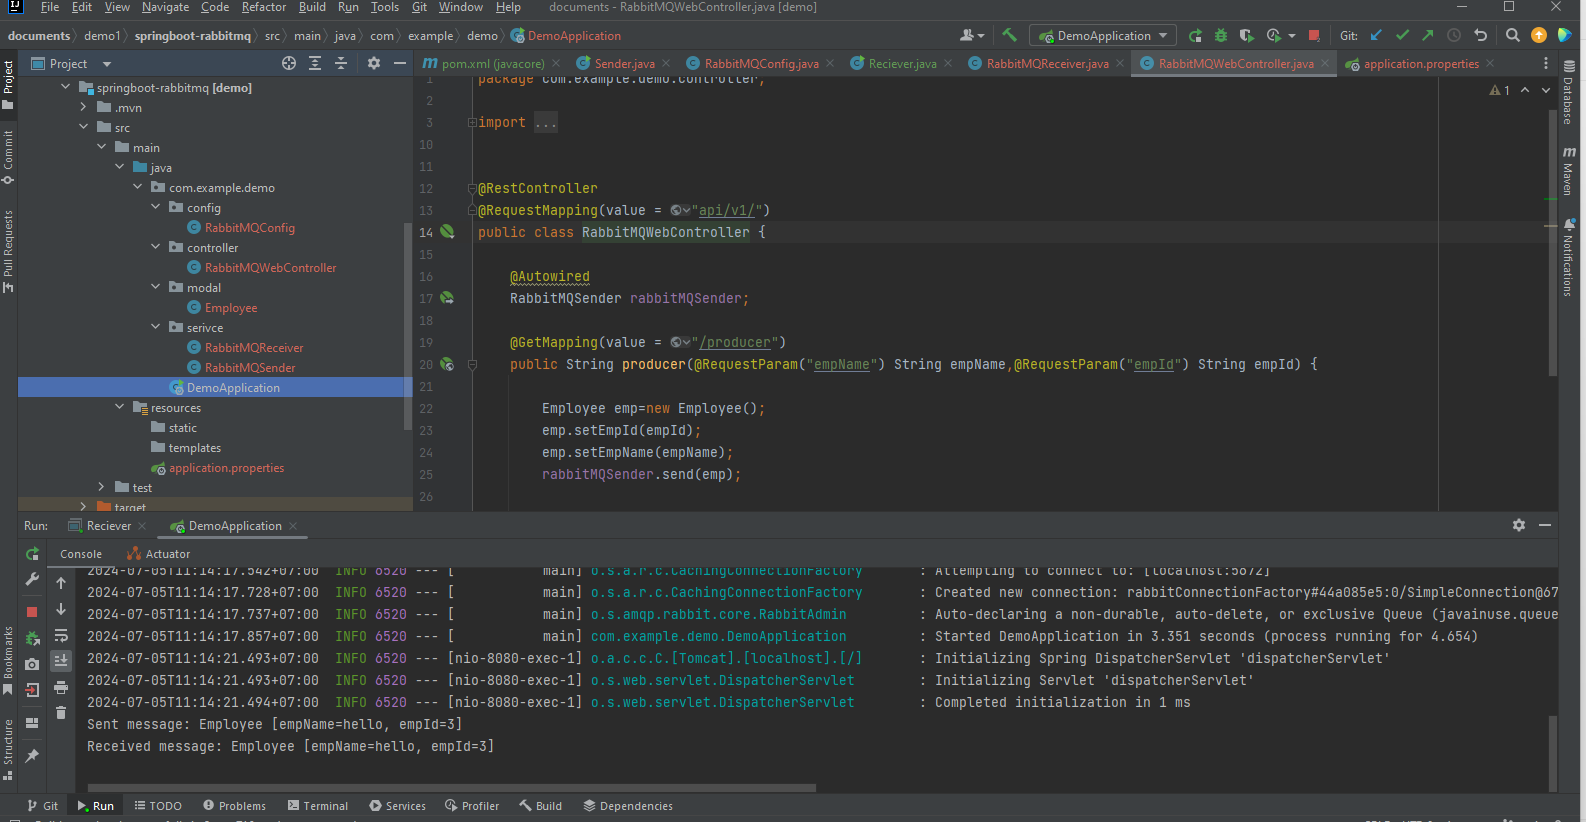 File Edit View Navigate Code Refactor Build Run Tools Git Window Help documents - RabbitMQWebController.java [demo]
documents demo1 springboot-rabbitmq src main java com example demo DemoApplication
DemoApplication Git:
Project
pom.xml (javacore) Sender.java RabbitMQConfig.java Reciever.java RabbitMQReceiver.java RabbitMQWebController.java application.properties
Project
Commit
Pull Requests
Bookmarks
Structure
springboot-rabbitmq [demo]
.mvn
src
main
java
com.example.demo
config
RabbitMQConfig
controller
RabbitMQWebController
modal
Employee
serivce
RabbitMQReceiver
RabbitMQSender
DemoApplication
resources
static
templates
application.properties
test
target
1 package com.example.demo.controller;
2
3 import ...
10
11
12 @RestController
13 @RequestMapping(value = "api/v1/")
14 public class RabbitMQWebController {
15
16 @Autowired
17 RabbitMQSender rabbitMQSender;
18
19 @GetMapping(value = "/producer")
20 public String producer(@RequestParam("empName") String empName,@RequestParam("empId") String empId) {
21
22 Employee emp=new Employee();
23 emp.setEmpId(empId);
24 emp.setEmpName(empName);
25 rabbitMQSender.send(emp);
26
1
Database
Maven
Notifications
Run: Reciever DemoApplication
Console Actuator
2024-07-05T11:14:17.542+07:00 INFO 6520 --- [ main] o.s.a.r.c.CachingConnectionFactory : Attempting to connect to: [localhost:5672]
2024-07-05T11:14:17.728+07:00 INFO 6520 --- [ main] o.s.a.r.c.CachingConnectionFactory : Created new connection: rabbitConnectionFactory#44a085e5:0/SimpleConnection@67
2024-07-05T11:14:17.737+07:00 INFO 6520 --- [ main] o.s.amqp.rabbit.core.RabbitAdmin : Auto-declaring a non-durable, auto-delete, or exclusive Queue (javainuse.queue
2024-07-05T11:14:17.857+07:00 INFO 6520 --- [ main] com.example.demo.DemoApplication : Started DemoApplication in 3.351 seconds (process running for 4.654)
2024-07-05T11:14:21.493+07:00 INFO 6520 --- [nio-8080-exec-1] o.a.c.c.C.[Tomcat].[localhost].[/] : Initializing Spring DispatcherServlet 'dispatcherServlet'
2024-07-05T11:14:21.493+07:00 INFO 6520 --- [nio-8080-exec-1] o.s.web.servlet.DispatcherServlet : Initializing Servlet 'dispatcherServlet'
2024-07-05T11:14:21.494+07:00 INFO 6520 --- [nio-8080-exec-1] o.s.web.servlet.DispatcherServlet : Completed initialization in 1 ms
Sent message: Employee [empName=hello, empId=3]
Received message: Employee [empName=hello, empId=3]
Git Run TODO Problems Terminal Services Profiler Build Dependencies